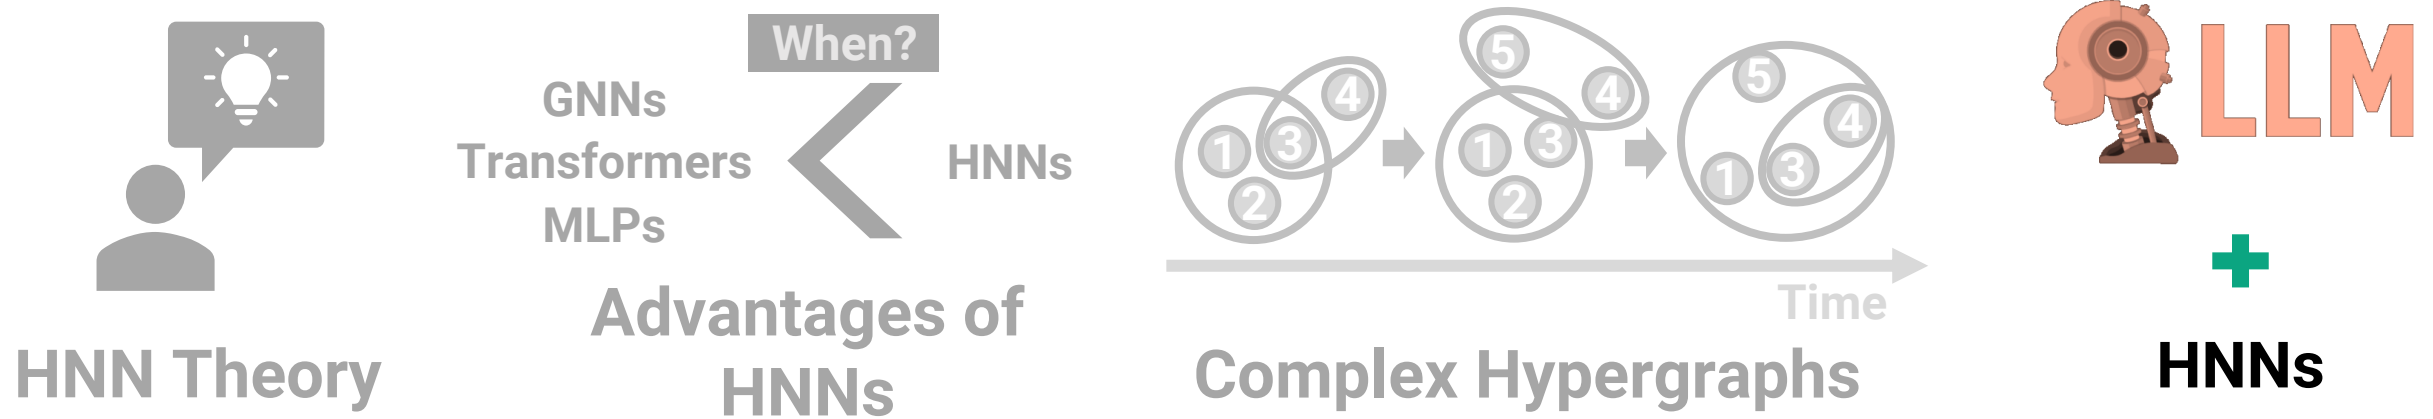 HNN Theory
When?
GNNs
Transformers
MLPs
HNNs
Advantages of
HNNs
1
2
3
4
5
4
1
3
2
5
4
3
1
Time
Complex Hypergraphs
LLM
HNNs